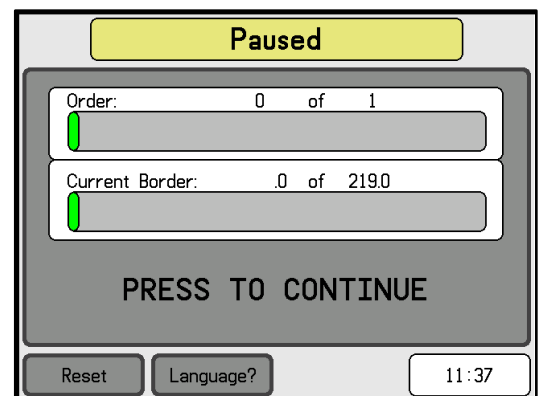 Paused
Order: 0 of 1
Current Border: .0 of 219.0
PRESS TO CONTINUE
Reset Language? 11:37